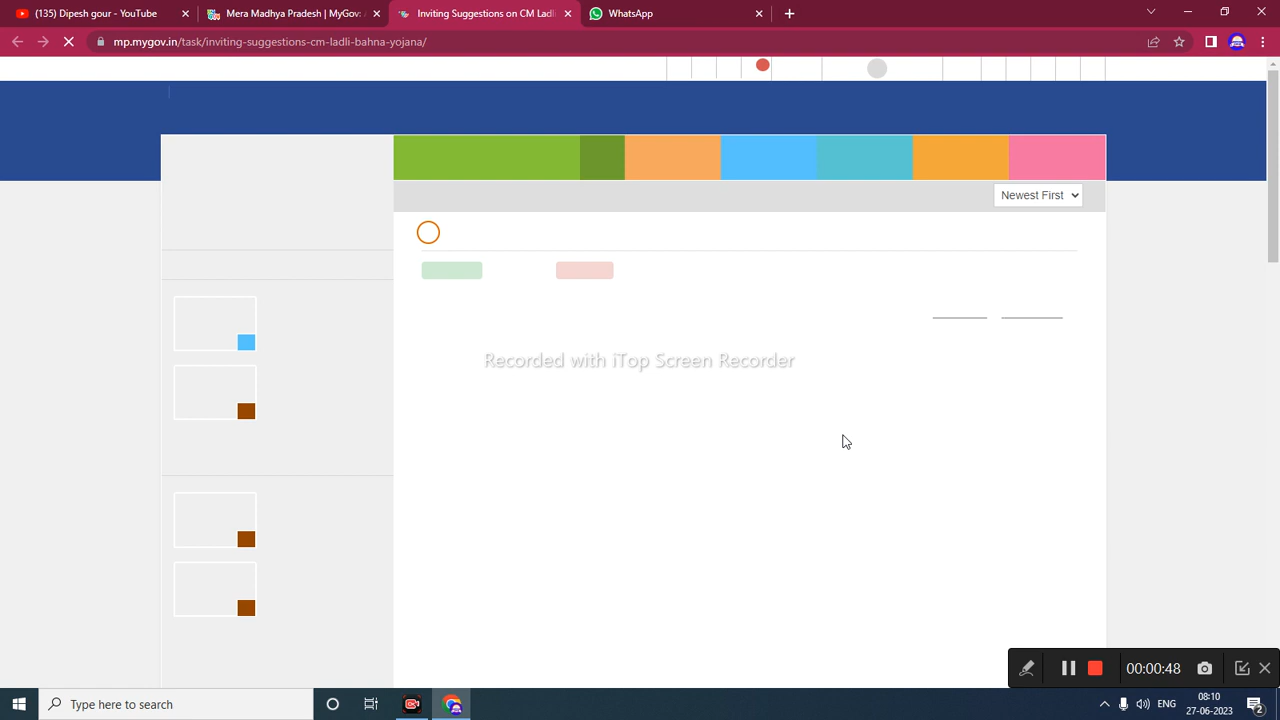 (135) Dipesh gour - YouTube
Mera Madhya Pradesh | MyGov.
Inviting Suggestions on CM Ladli
WhatsApp
mp.mygov.in/task/inviting-suggestions-cm-ladli-bahna-yojana/
Newest First
Recorded with iTop Screen Recorder
00:00:48
Type here to search
08:10
27-06-2023
2